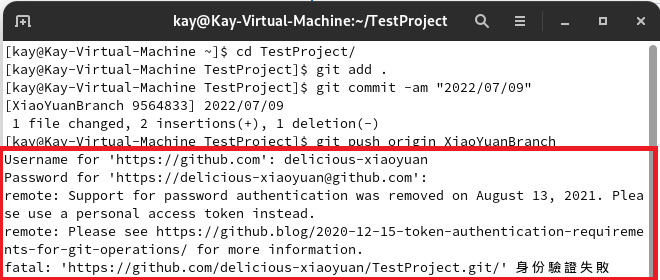 kay@Kay-Virtual-Machine:~/TestProject
[kay@Kay-Virtual-Machine ~]$ cd TestProject/
[kay@Kay-Virtual-Machine TestProject]$ git add .
[kay@Kay-Virtual-Machine TestProject]$ git commit -am "2022/07/09"
[XiaoYuanBranch 9564833] 2022/07/09
 1 file changed, 2 insertions(+), 1 deletion(-)
[kay@Kay-Virtual-Machine TestProject]$ git push origin XiaoYuanBranch
Username for 'https://github.com': delicious-xiaoyuan
Password for 'https://delicious-xiaoyuan@github.com':
remote: Support for password authentication was removed on August 13, 2021. Plea
se use a personal access token instead.
remote: Please see https://github.blog/2020-12-15-token-authentication-requireme
nts-for-git-operations/ for more information.
fatal: 'https://github.com/delicious-xiaoyuan/TestProject.git/' 身份驗證失敗